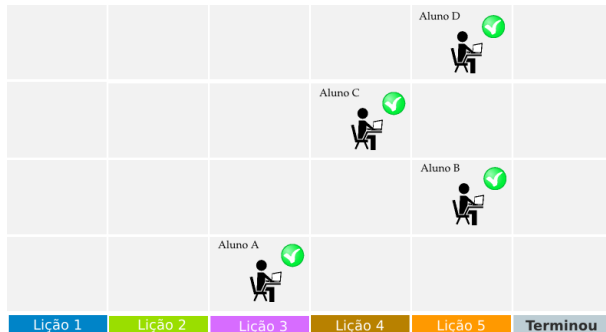 Aluno D
Aluno C
Aluno B
Aluno A
Lição 1
Lição 2
Lição 3
Lição 4
Lição 5
Terminou